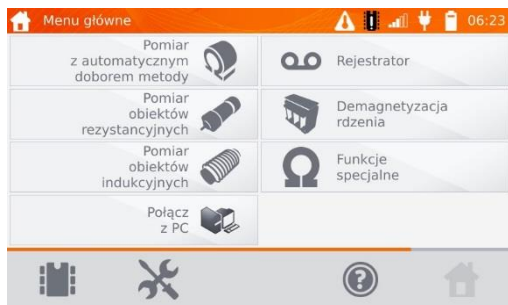 Menu główne
06:23
Pomiar
z automatycznym
doborem metody
Rejestrator
Pomiar
obiektów
rezystancyjnych
Demagnetyzacja
rdzenia
Pomiar
obiektów
indukcyjnych
Funkcje
specjalne
Połącz
z PC